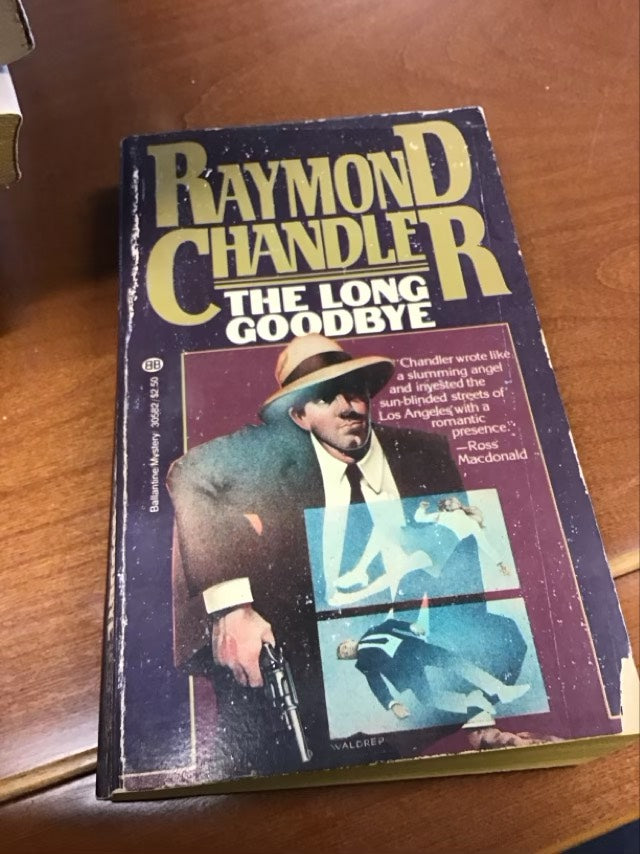 RAYMOND
CHANDLER
THE LONG
GOODBYE
BB
Ballantine/Mystery 30582/$2.50
"Chandler wrote like
a slumming angel
and invested the
sun-blinded streets of
Los Angeles with a
romantic
presence."
—Ross
Macdonald
WALDREP